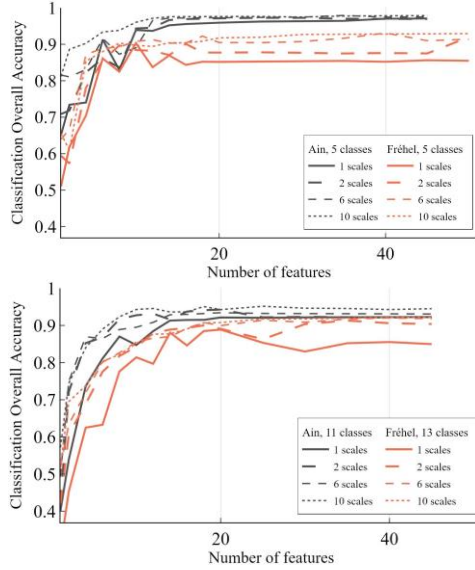 Classification Overall Accuracy
1
0.9
0.8
0.7
0.6
0.5
0.4
20
40
Number of features
Ain, 5 classes
1 scales
2 scales
6 scales
10 scales
Fréhel, 5 classes
1 scales
2 scales
6 scales
10 scales
Classification Overall Accuracy
1
0.9
0.8
0.7
0.6
0.5
0.4
20
40
Number of features
Ain, 11 classes
1 scales
2 scales
6 scales
10 scales
Fréhel, 13 classes
1 scales
2 scales
6 scales
10 scales